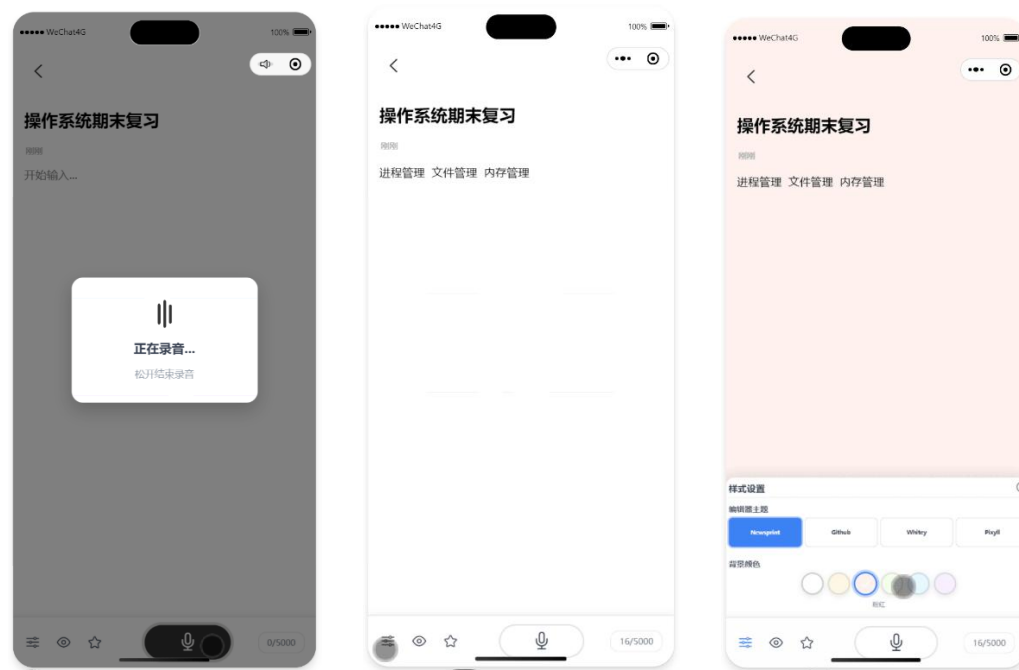 WeChat4G
100%
操作系统期末复习
刚刚
开始输入...
正在录音...
松开结束录音
0/5000
WeChat4G
100%
操作系统期末复习
刚刚
进程管理 文件管理 内存管理
16/5000
WeChat4G
100%
操作系统期末复习
刚刚
进程管理 文件管理 内存管理
样式设置
编辑器主题
Newsprint Github Whitey Pixyll
背景颜色
粉红
16/5000